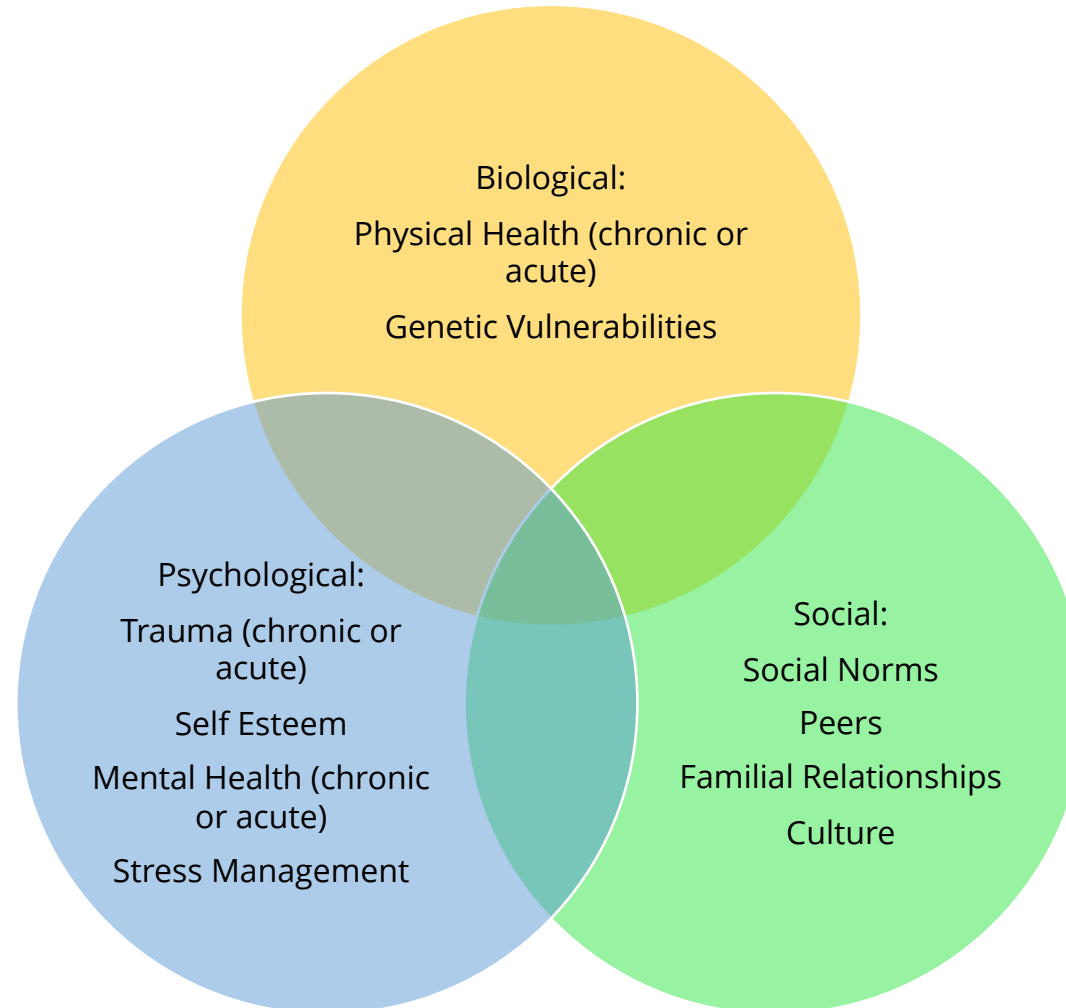 Biological:
Physical Health (chronic or
acute)
Genetic Vulnerabilities
Psychological:
Trauma (chronic or
acute)
Self Esteem
Mental Health (chronic
or acute)
Stress Management
Social:
Social Norms
Peers
Familial Relationships
Culture